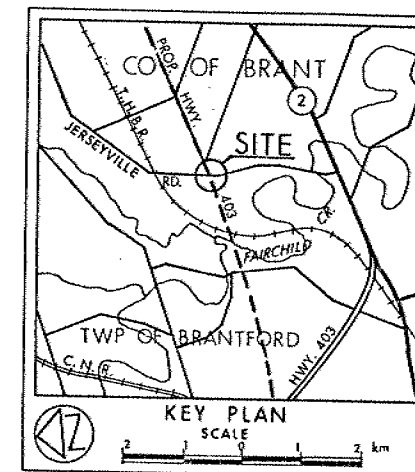 CO OF BRANT
PROP. HWY
T. H. B. R.
2
JERSEYVILLE RD.
SITE
403
CR.
FAIRCHILD
TWP OF BRANTFORD
C. N. R.
HWY. 403
KEY PLAN
SCALE
2 1 0 1 2 km
N